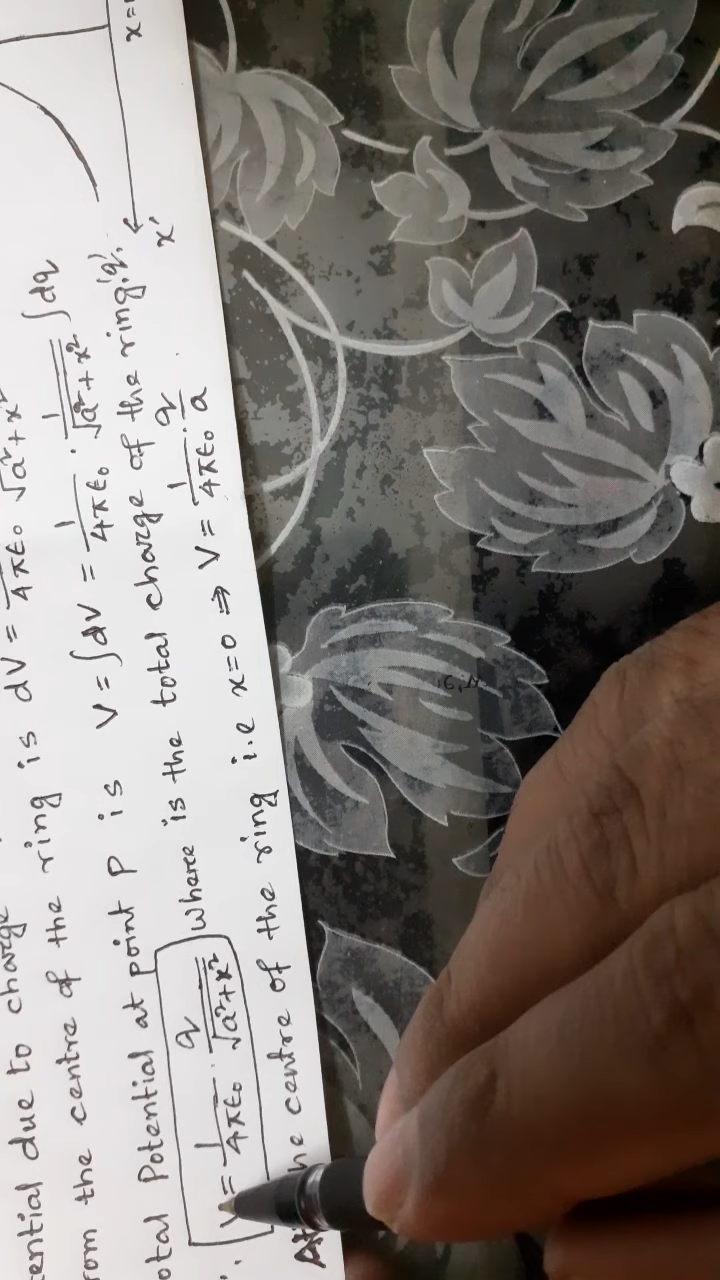 ential due to charge
rom the centre of the ring is dV = 1/4πε₀ √a²+x²
otal Potential at point P is V = ∫dV = 1/4πε₀ · 1/√a²+x² ∫dq
∴ V = 1/4πε₀ · q/√a²+x² where is the total charge of the ring 'q'.
At the centre of the ring i.e x=0 ⇒ V = 1/4πε₀ · q/a.
x=
x'